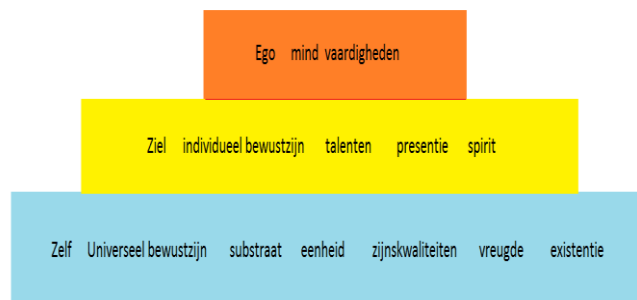 Ego mind vaardigheden
Ziel individueel bewustzijn talenten presentie spirit
Zelf Universeel bewustzijn substraat eenheid zijnskwaliteiten vreugde existentie